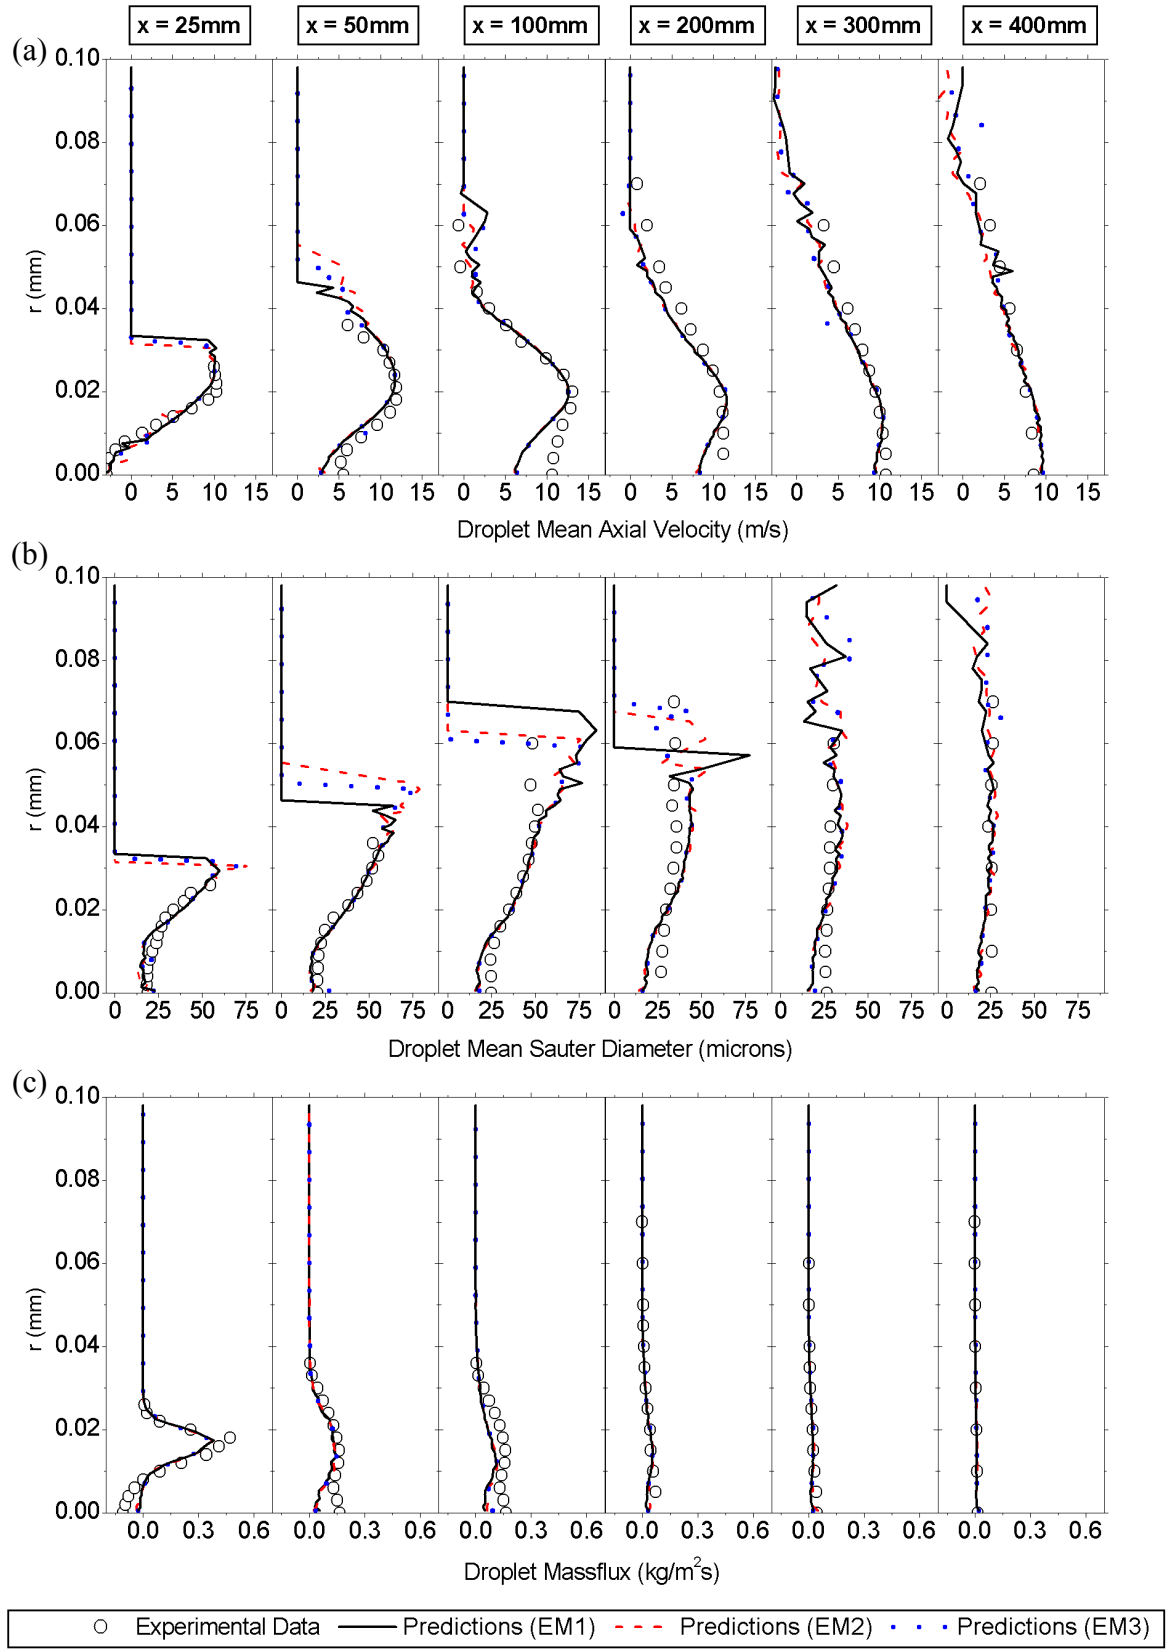 x = 25mm x = 50mm x = 100mm x = 200mm x = 300mm x = 400mm
(a)
0.10
0.08
0.06
0.04
0.02
0.00
r (mm)
0 5 10 15 0 5 10 15 0 5 10 15 0 5 10 15 0 5 10 15 0 5 10 15
Droplet Mean Axial Velocity (m/s)
(b)
0.10
0.08
0.06
0.04
0.02
0.00
r (mm)
0 25 50 75 0 25 50 75 0 25 50 75 0 25 50 75 0 25 50 75 0 25 50 75
Droplet Mean Sauter Diameter (microns)
(c)
0.10
0.08
0.06
0.04
0.02
0.00
r (mm)
0.0 0.3 0.6 0.0 0.3 0.6 0.0 0.3 0.6 0.0 0.3 0.6 0.0 0.3 0.6 0.0 0.3 0.6
Droplet Massflux (kg/m²s)
Experimental Data Predictions (EM1) Predictions (EM2) Predictions (EM3)